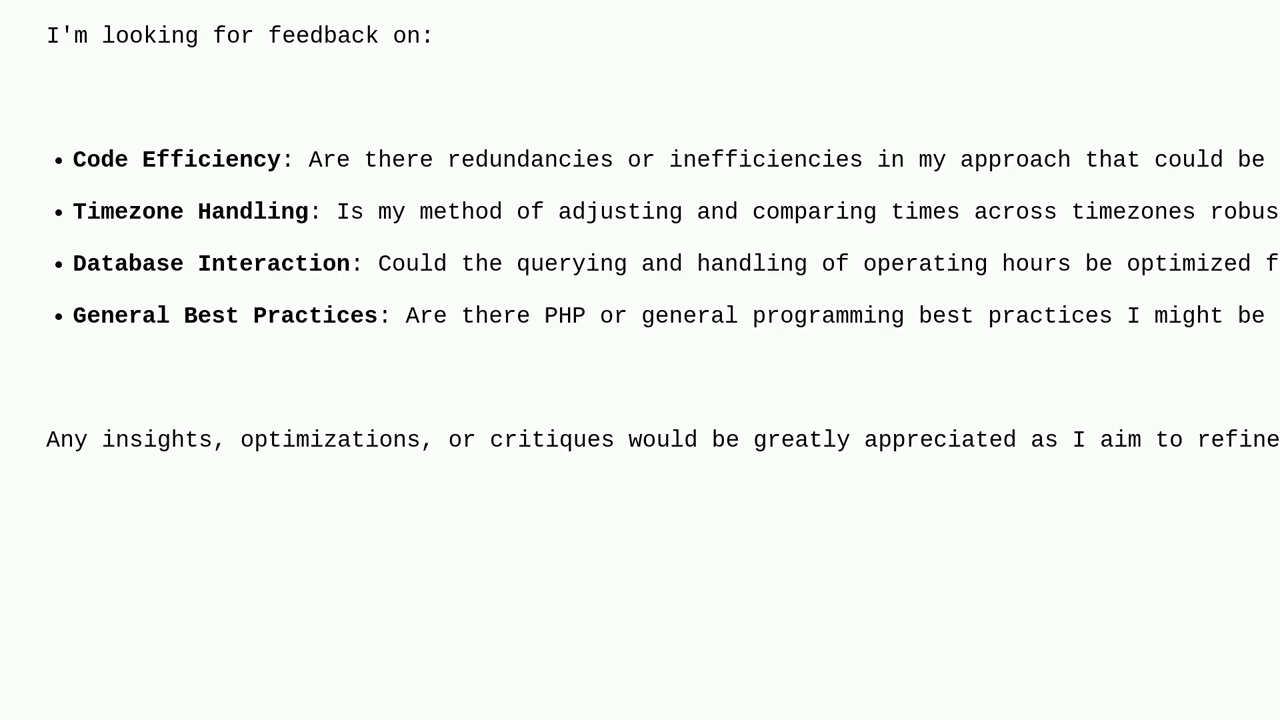 I'm looking for feedback on:
• Code Efficiency: Are there redundancies or inefficiencies in my approach that could be
• Timezone Handling: Is my method of adjusting and comparing times across timezones robus
• Database Interaction: Could the querying and handling of operating hours be optimized f
• General Best Practices: Are there PHP or general programming best practices I might be
Any insights, optimizations, or critiques would be greatly appreciated as I aim to refine